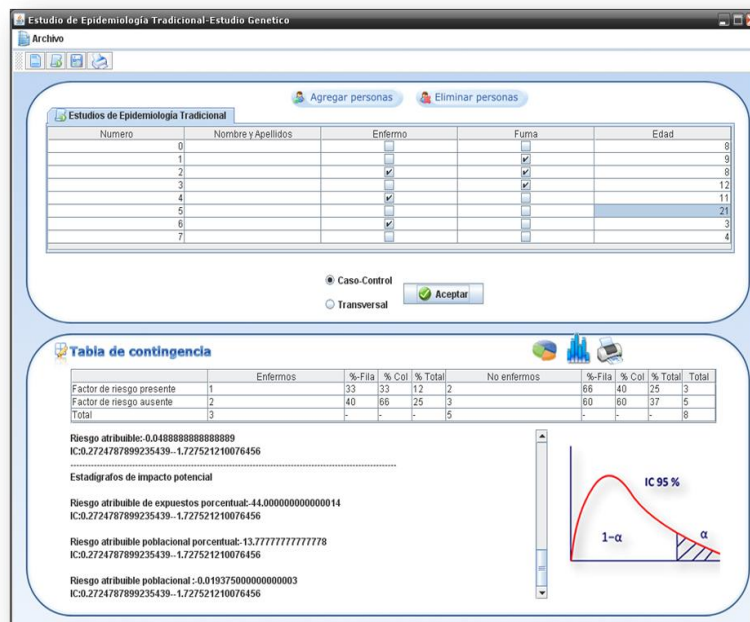 Estudio de Epidemiología Tradicional-Estudio Genetico
Archivo
Agregar personas Eliminar personas
Estudios de Epidemiología Tradicional
Numero Nombre y Apellidos Enfermo Fuma Edad
0 8
1 9
2 8
3 12
4 11
5 21
6 3
7 4
Caso-Control
Aceptar
Transversal
Tabla de contingencia
Enfermos %-Fila % Col % Total No enfermos %-Fila % Col % Total Total
Factor de riesgo presente 1 33 33 12 2 66 40 25 3
Factor de riesgo ausente 2 40 66 25 3 60 60 37 5
Total 3 - - - 5 - - - 8
Riesgo atribuible:-0.0488888888888889
IC:0.2724787899235439--1.727521210076456
Estadígrafos de impacto potencial
Riesgo atribuible de expuestos porcentual:-44.000000000000014
IC:0.2724787899235439--1.727521210076456
Riesgo atribuible poblacional porcentual:-13.77777777777778
IC:0.2724787899235439--1.727521210076456
Riesgo atribuible poblacional :-0.019375000000000003
IC:0.2724787899235439--1.727521210076456
IC 95 %
1-α
α